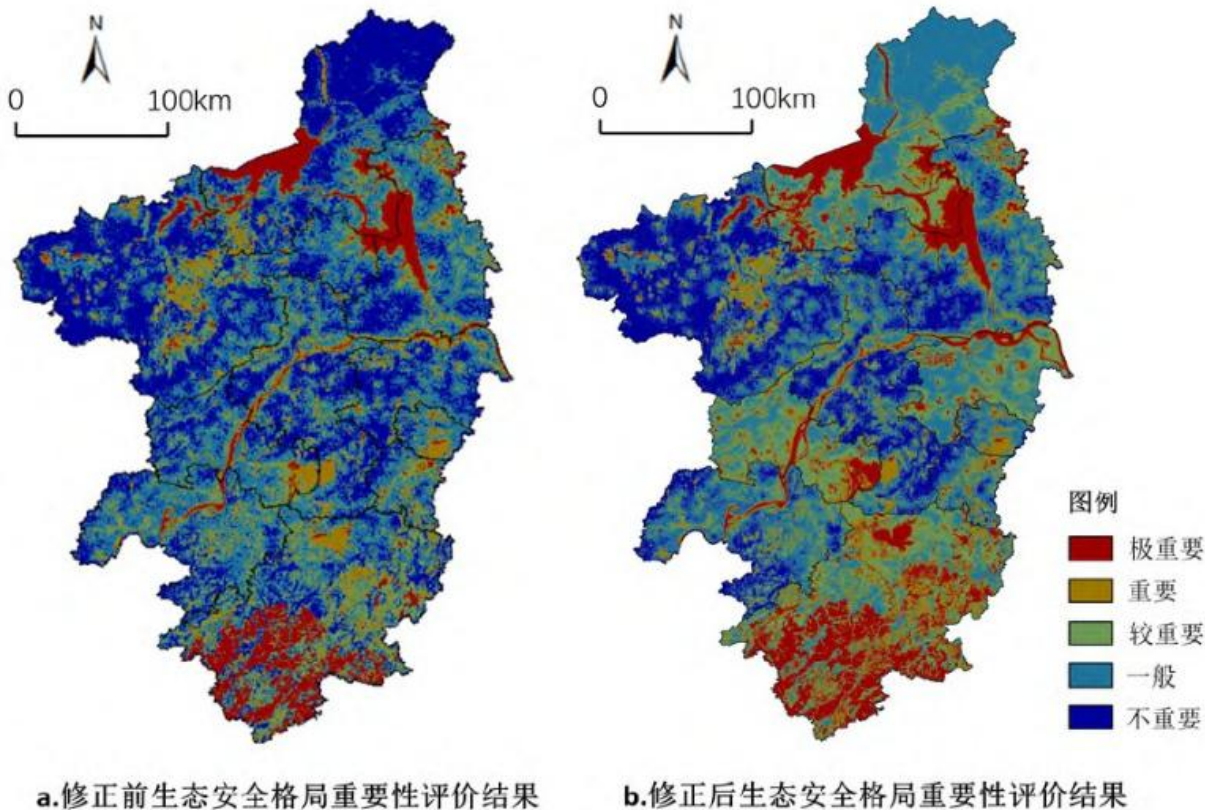 N
N
0 100km
0 100km
图例
极重要
重要
较重要
一般
不重要
a.修正前生态安全格局重要性评价结果
b.修正后生态安全格局重要性评价结果